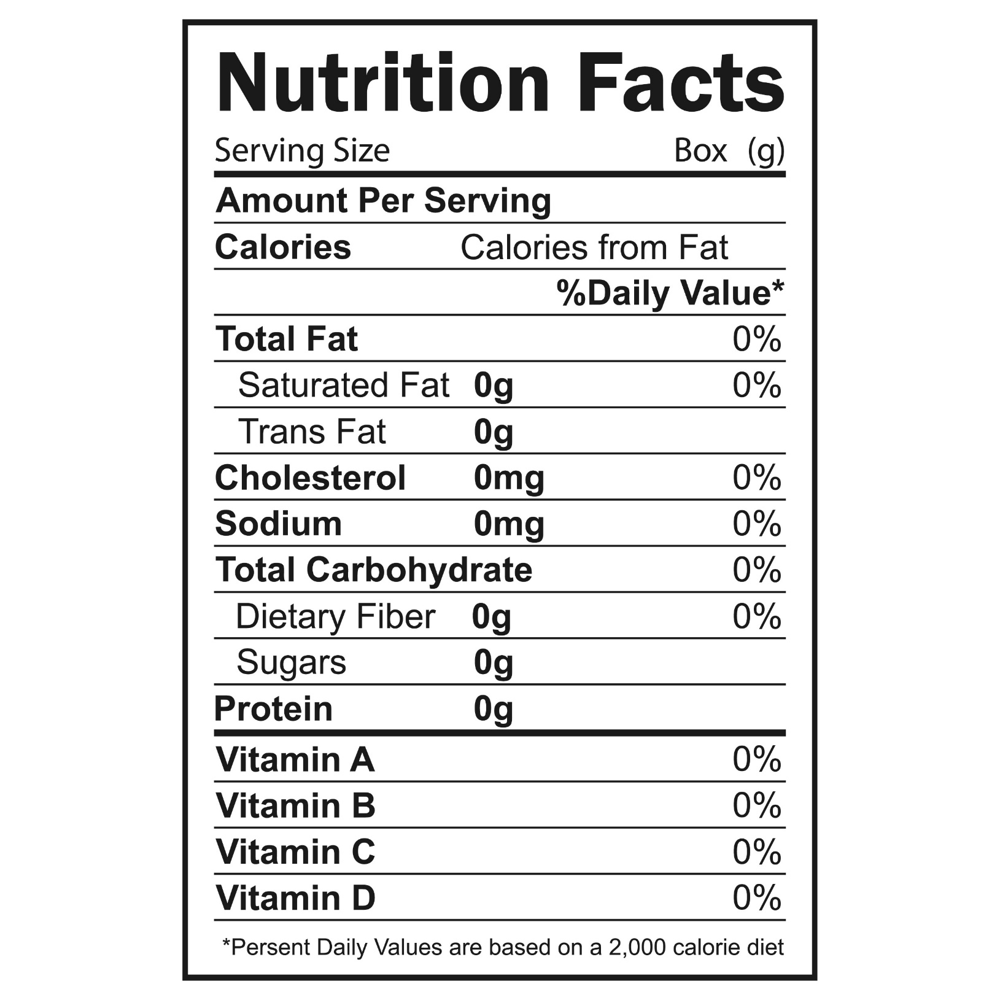 Nutrition Facts
Serving Size Box (g)
Amount Per Serving
Calories Calories from Fat
%Daily Value*
Total Fat 0%
Saturated Fat 0g 0%
Trans Fat 0g
Cholesterol 0mg 0%
Sodium 0mg 0%
Total Carbohydrate 0%
Dietary Fiber 0g 0%
Sugars 0g
Protein 0g
Vitamin A 0%
Vitamin B 0%
Vitamin C 0%
Vitamin D 0%
*Persent Daily Values are based on a 2,000 calorie diet